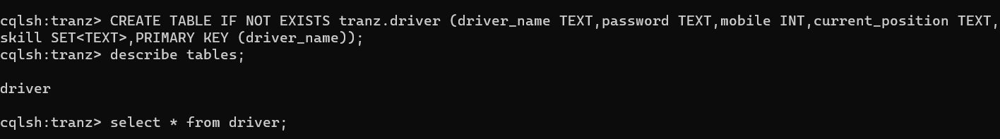 cqlsh:tranz> CREATE TABLE IF NOT EXISTS tranz.driver (driver_name TEXT,password TEXT,mobile INT,current_position TEXT,
skill SET<TEXT>,PRIMARY KEY (driver_name));
cqlsh:tranz> describe tables;
driver
cqlsh:tranz> select * from driver;